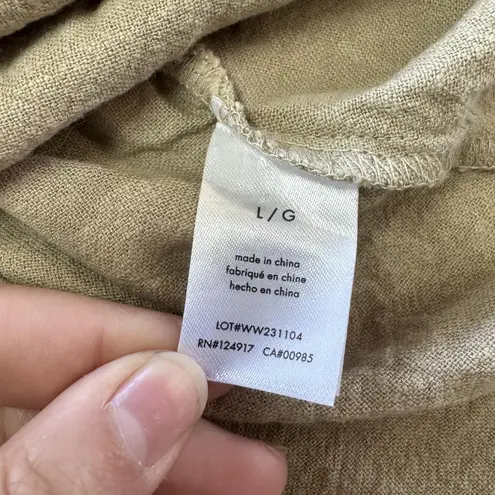 L / G
made in china
fabriqué en chine
hecho en china
LOT#WW231104
RN#124917 CA#00985